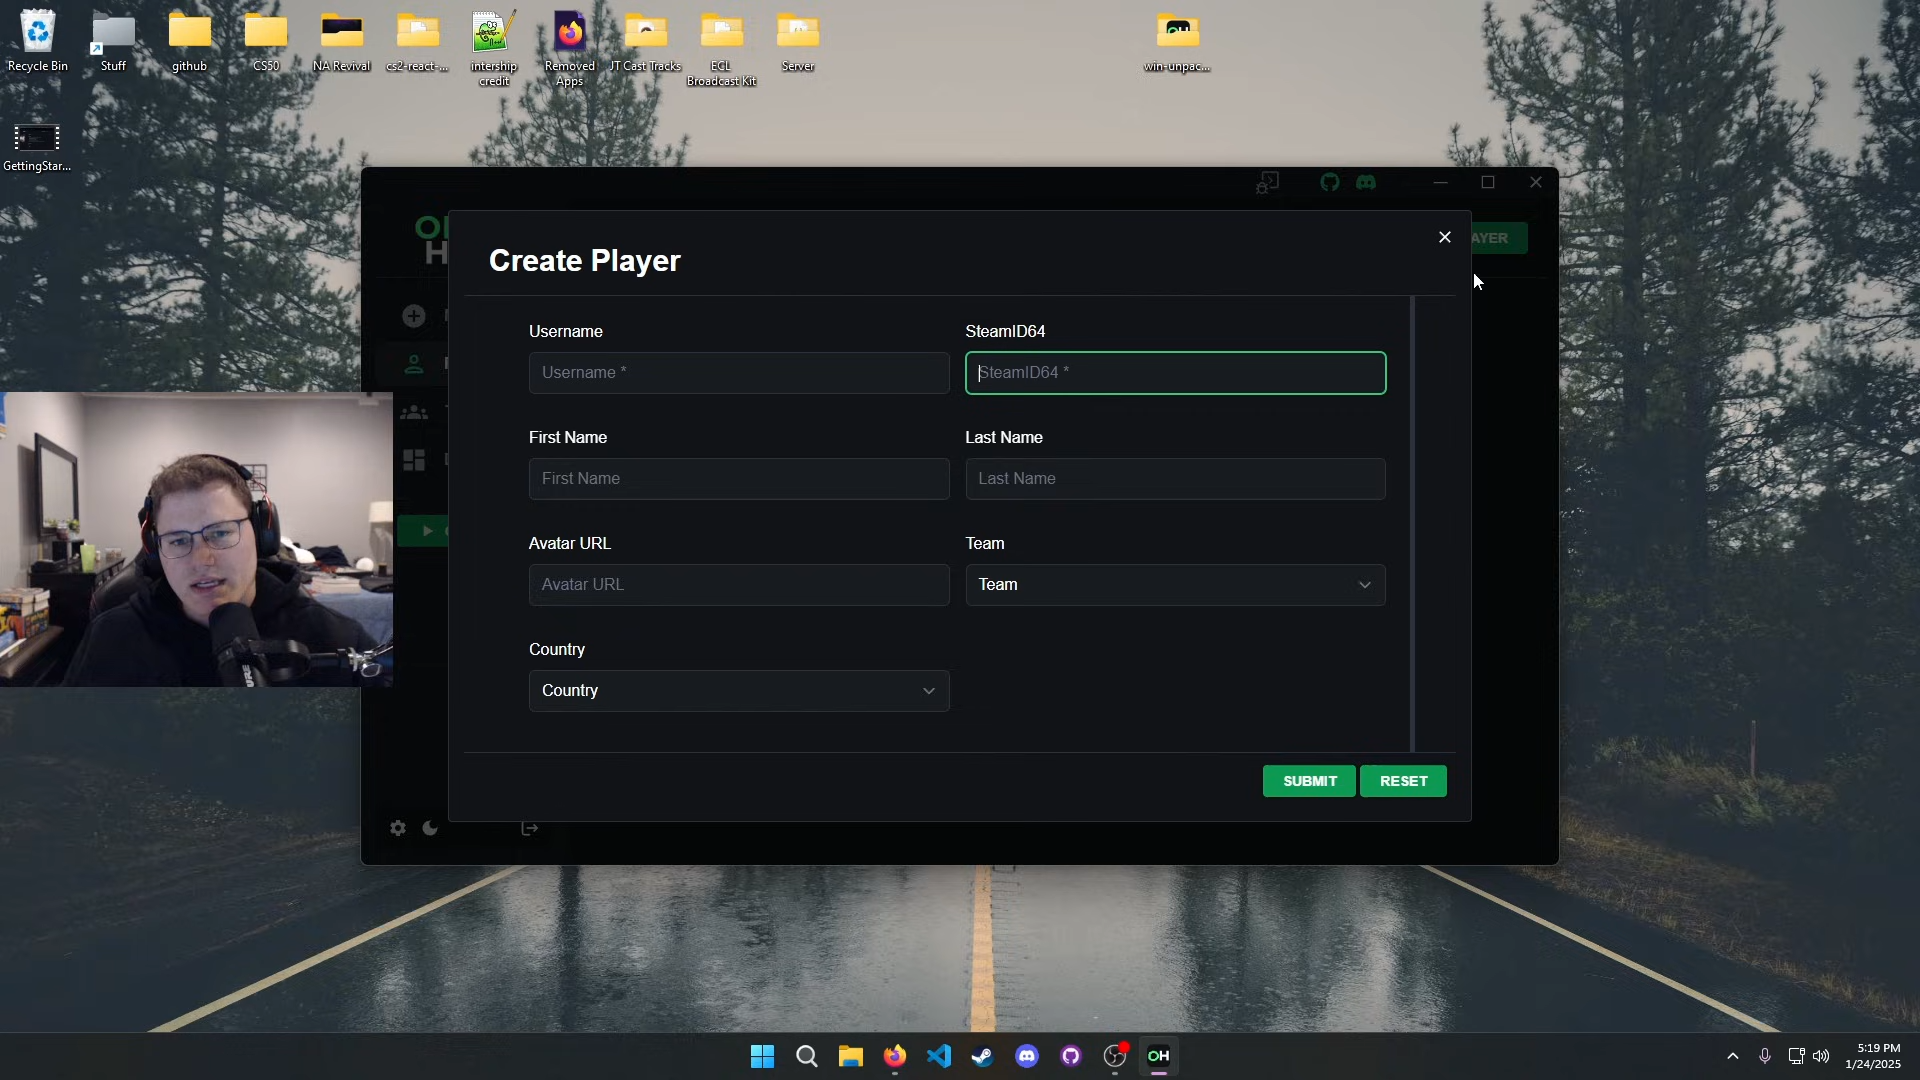 Recycle Bin
Stuff
github
CS50
NA Revival
cs2-react-...
intership
credit
Removed
Apps
JT Cast Tracks
ECL
Broadcast Kit
Server
win-unpac...
GettingStar...
AYER
Create Player
Username
SteamID64
Username *
SteamID64 *
First Name
Last Name
First Name
Last Name
Avatar URL
Team
Avatar URL
Team
Country
Country
SUBMIT
RESET
OH
5:19 PM
1/24/2025